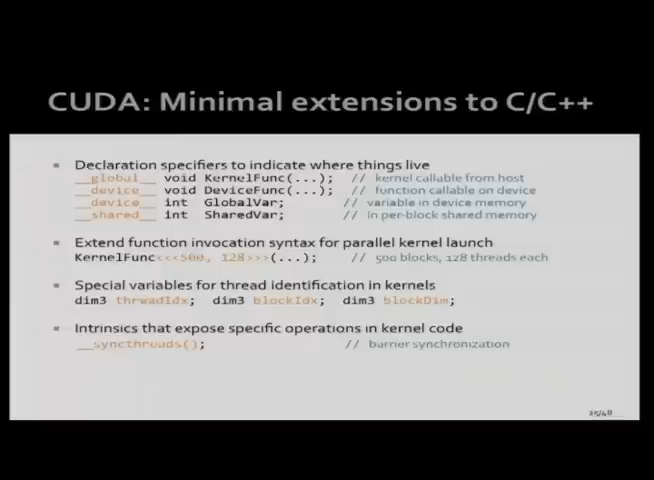 CUDA: Minimal extensions to C/C++
Declaration specifiers to indicate where things live
__global__ void KernelFunc(...); // kernel callable from host
__device__ void DeviceFunc(...); // function callable on device
__device__ int GlobalVar; // variable in device memory
__shared__ int SharedVar; // in per-block shared memory
Extend function invocation syntax for parallel kernel launch
KernelFunc<<<500, 128>>>(...); // 500 blocks, 128 threads each
Special variables for thread identification in kernels
dim3 threadIdx; dim3 blockIdx; dim3 blockDim;
Intrinsics that expose specific operations in kernel code
__syncthreads(); // barrier synchronization
25/48